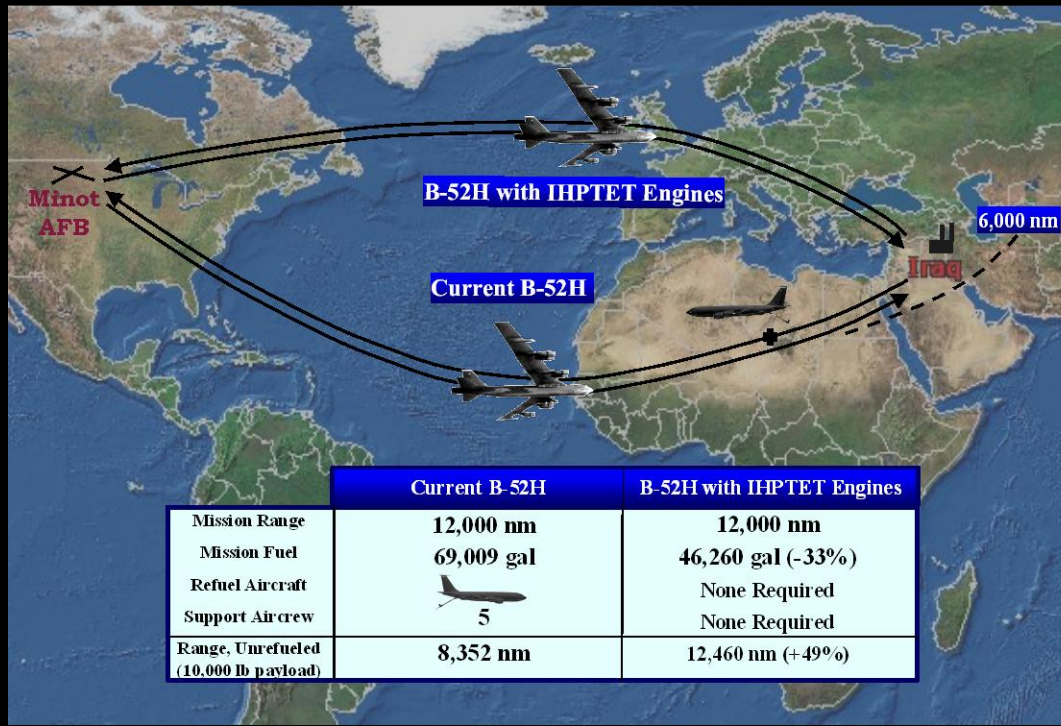 B-52H with IHPTET Engines
Minot
AFB
6,000 nm
Iraq
Current B-52H
Current B-52H B-52H with IHPTET Engines
Mission Range 12,000 nm 12,000 nm
Mission Fuel 69,009 gal 46,260 gal (-33%)
Refuel Aircraft None Required
Support Aircrew 5 None Required
Range, Unrefueled
(10,000 lb payload) 8,352 nm 12,460 nm (+49%)